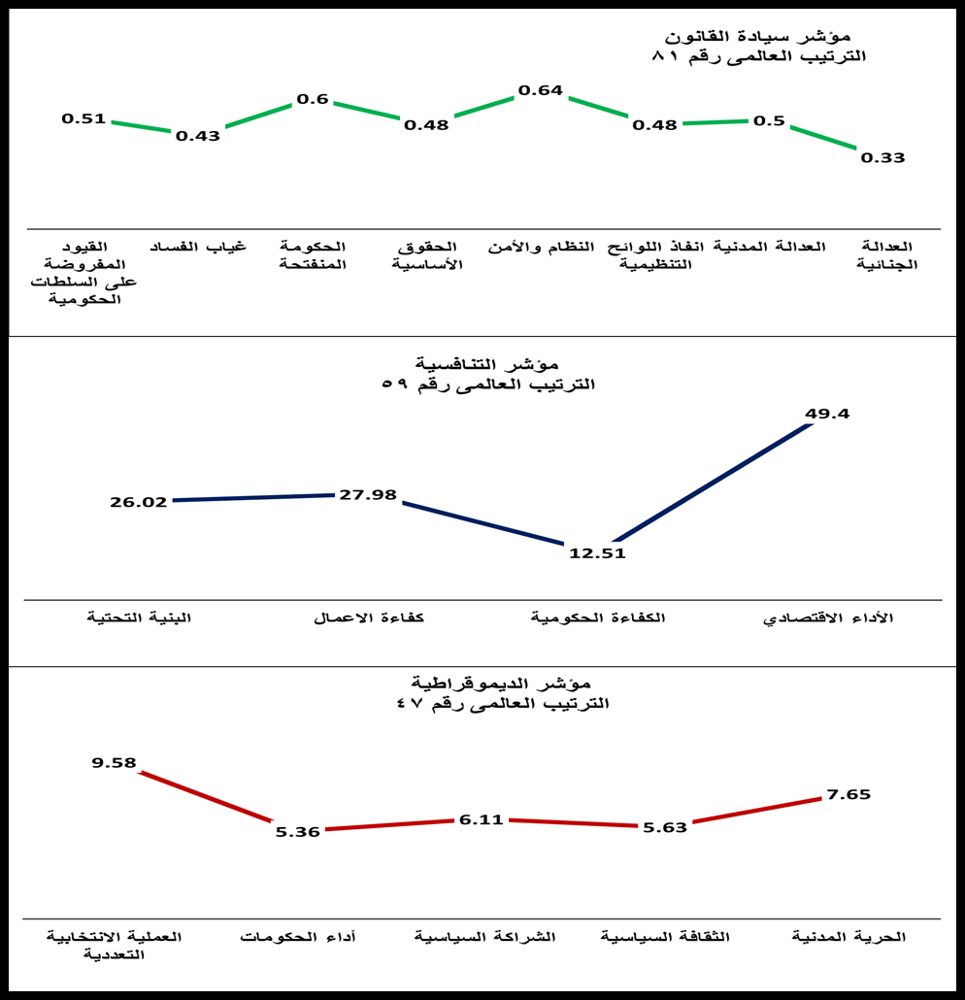 مؤشر سيادة القانون
الترتيب العالمى رقم ٨١
0.51
0.43
0.6
0.48
0.64
0.48
0.5
0.33
القيود
المفروضة
على السلطات
الحكومية
غياب الفساد
الحكومة
المنفتحة
الحقوق
الأساسية
النظام والأمن
انفاذ اللوائح
التنظيمية
العدالة المدنية
العدالة
الجنائية
مؤشر التنافسية
الترتيب العالمى رقم ٥٩
26.02
27.98
12.51
49.4
البنية التحتية
كفاءة الاعمال
الكفاءة الحكومية
الأداء الاقتصادي
مؤشر الديموقراطية
الترتيب العالمى رقم ٤٧
9.58
5.36
6.11
5.63
7.65
العملية الانتخابية
التعددية
أداء الحكومات
الشراكة السياسية
الثقافة السياسية
الحرية المدنية